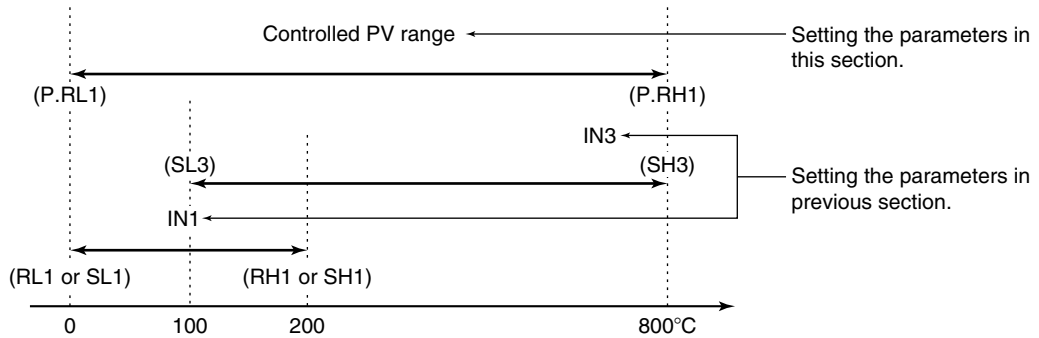 Controlled PV range
Setting the parameters in
this section.
(P.RL1)
(P.RH1)
IN3
(SL3)
(SH3)
Setting the parameters in
previous section.
IN1
(RL1 or SL1)
(RH1 or SH1)
0
100
200
800°C